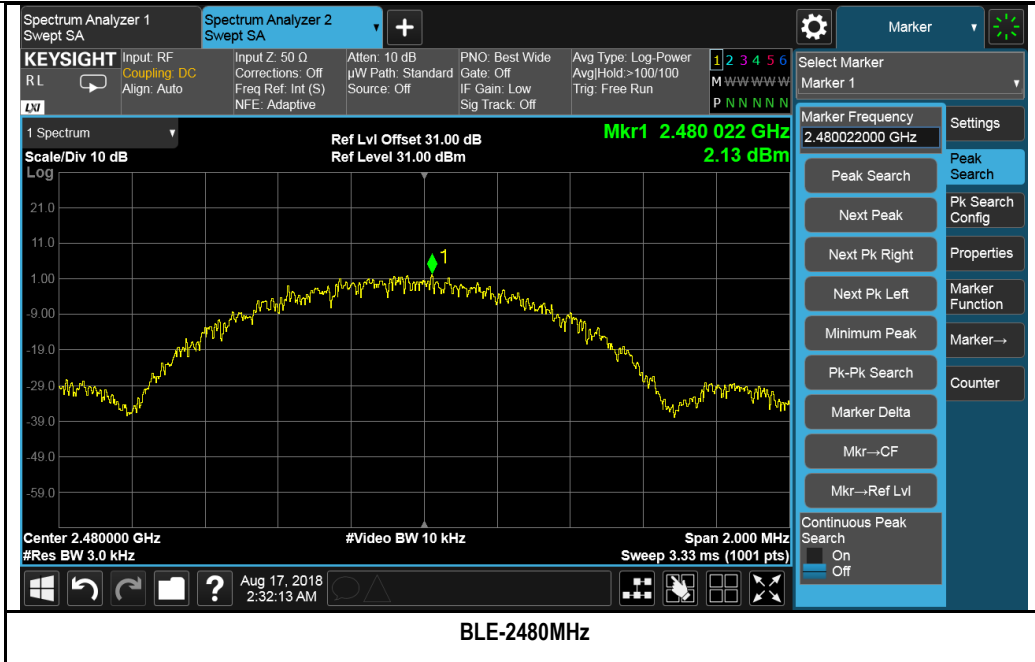 Spectrum Analyzer 1
Swept SA
Spectrum Analyzer 2
Swept SA
Marker
KEYSIGHT
RL
LXI
Input: RF
Coupling: DC
Align: Auto
Input Z: 50 Ω
Corrections: Off
Freq Ref: Int (S)
NFE: Adaptive
Atten: 10 dB
µW Path: Standard
Source: Off
PNO: Best Wide
Gate: Off
IF Gain: Low
Sig Track: Off
Avg Type: Log-Power
Avg|Hold:>100/100
Trig: Free Run
1 2 3 4 5 6
M W W W W W
P N N N N N
Select Marker
Marker 1
1 Spectrum
Scale/Div 10 dB
Log
Ref Lvl Offset 31.00 dB
Ref Level 31.00 dBm
Mkr1 2.480 022 GHz
2.13 dBm
21.0
11.0
1.00
-9.00
-19.0
-29.0
-39.0
-49.0
-59.0
1
Center 2.480000 GHz
#Res BW 3.0 kHz
#Video BW 10 kHz
Span 2.000 MHz
Sweep 3.33 ms (1001 pts)
Marker Frequency
2.480022000 GHz
Peak Search
Next Peak
Next Pk Right
Next Pk Left
Minimum Peak
Pk-Pk Search
Marker Delta
Mkr→CF
Mkr→Ref Lvl
Continuous Peak
Search
On
Off
Settings
Peak
Search
Pk Search
Config
Properties
Marker
Function
Marker→
Counter
?
Aug 17, 2018
2:32:13 AM
BLE-2480MHz